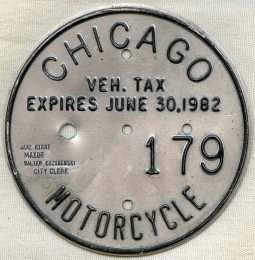 CHICAGO
VEH. TAX
EXPIRES JUNE 30,1982
JANE BYRNE
MAYOR
WALTER KOZUBOWSKI
CITY CLERK
179
MOTORCYCLE